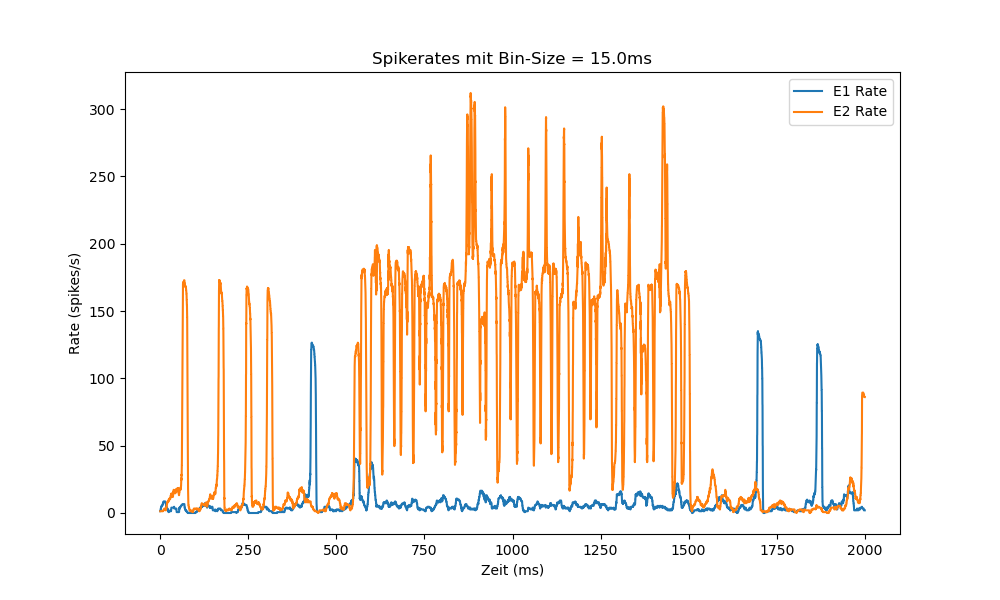 Spikerates mit Bin-Size = 15.0ms
E1 Rate
E2 Rate
300
250
200
150
100
50
0
Rate (spikes/s)
0 250 500 750 1000 1250 1500 1750 2000
Zeit (ms)